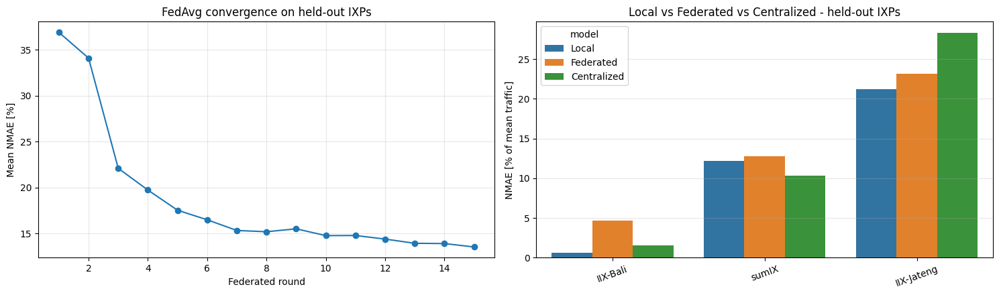 FedAvg convergence on held-out IXPs
Mean NMAE [%]
35
30
25
20
15
2
4
6
8
10
12
14
Federated round
Local vs Federated vs Centralized - held-out IXPs
model
Local
Federated
Centralized
NMAE [% of mean traffic]
25
20
15
10
5
0
IIX-Bali
sumIX
IIX-Jateng